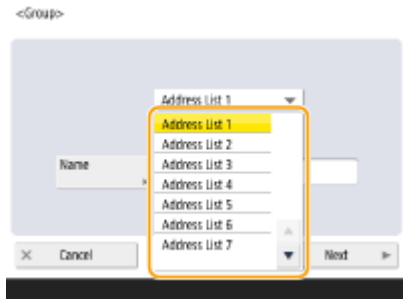 <Group>
Address List 1
Address List 1
Address List 2
Address List 3
Name
Address List 4
Address List 5
Address List 6
Address List 7
Cancel
Next